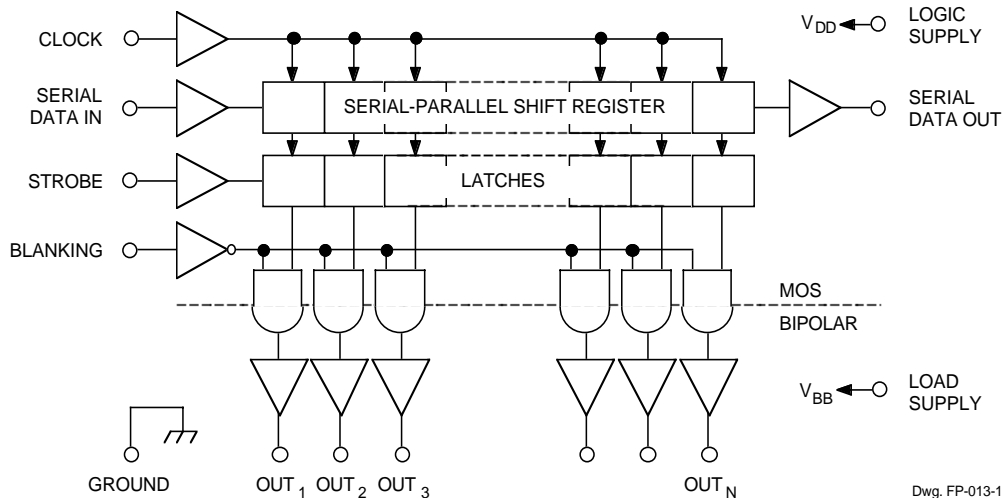 CLOCK
V_DD
LOGIC
SUPPLY
SERIAL
DATA IN
SERIAL-PARALLEL SHIFT REGISTER
SERIAL
DATA OUT
STROBE
LATCHES
BLANKING
MOS
BIPOLAR
V_BB
LOAD
SUPPLY
GROUND
OUT_1
OUT_2
OUT_3
OUT_N
Dwg. FP-013-1